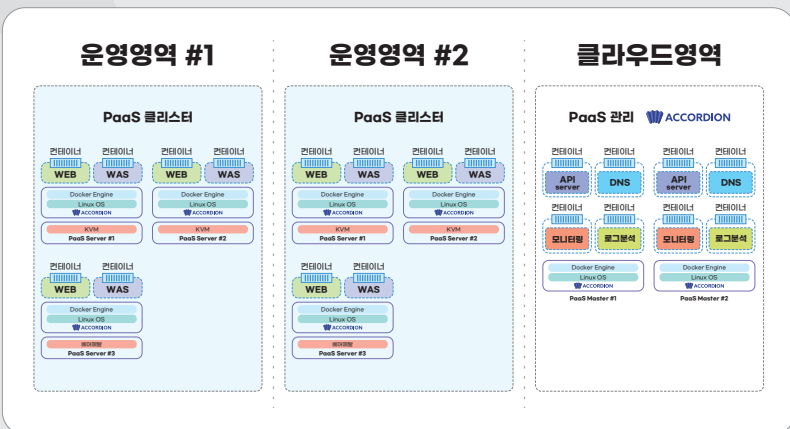 운영영역 #1
운영영역 #2
클라우드영역
PaaS 클리스터
PaaS 클리스터
PaaS 관리 ACCORDION
컨테이너 컨테이너 컨테이너 컨테이너
WEB WAS WEB WAS
Docker Engine Docker Engine
Linux OS Linux OS
ACCORDION ACCORDION
KVM KVM
PaaS Server #1 PaaS Server #2
컨테이너 컨테이너
WEB WAS
Docker Engine
Linux OS
ACCORDION
베어메탈
PaaS Server #3
컨테이너 컨테이너 컨테이너 컨테이너
WEB WAS WEB WAS
Docker Engine Docker Engine
Linux OS Linux OS
ACCORDION ACCORDION
KVM KVM
PaaS Server #1 PaaS Server #2
컨테이너 컨테이너
WEB WAS
Docker Engine
Linux OS
ACCORDION
베어메탈
PaaS Server #3
컨테이너 컨테이너 컨테이너 컨테이너
API server DNS API server DNS
컨테이너 컨테이너 컨테이너 컨테이너
모니터링 로그분석 모니터링 로그분석
Docker Engine Docker Engine
Linux OS Linux OS
ACCORDION ACCORDION
PaaS Master #1 PaaS Master #2